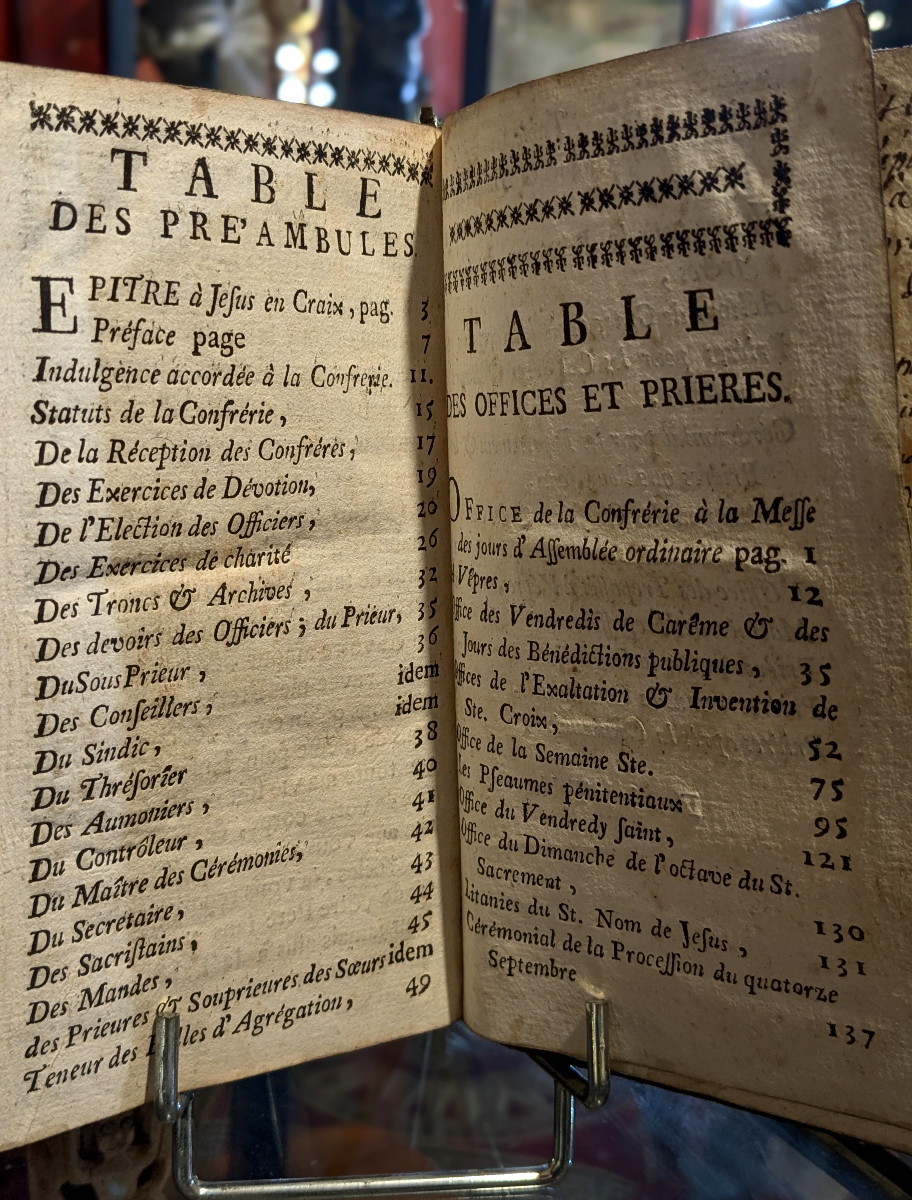 TABLE
DES PRE'AMBULES.
EPITRE à Jeſus en Craix, pag. 3
Préface page 7
Indulgence accordée à la Confrerie. 11.
Statuts de la Confrérie, 15
De la Réception des Confréres, 17
Des Exercices de Dévotion, 19
De l'Election des Officiers, 20
Des Exercices de charité 26
Des Troncs & Archives, 32
Des devoirs des Officiers; du Prieur, 35
Du Sous Prieur, 36
Des Conſeillers, idem
Du Sindic, idem
Du Thréſorier 38
Des Aumoniers, 40
Du Contrôleur, 41
Du Maître des Cérémonies, 42
Du Secretaire, 43
Des Sacriſtains, 44
Des Mandes, 45
des Prieures & Souprieures des Sœurs idem
Teneur des d'Agrégation, 49
TABLE
DES OFFICES ET PRIERES.
OFFICE de la Confrérie à la Meſſe
des jours d'Aſſemblée ordinaire pag. 1
Vêpres, 12
Office des Vendredis de Carême & des
Jours des Bénédictions publiques, 35
Offices de l'Exaltation & Invention de
Ste. Croix, 52
Office de la Semaine Ste. 75
Les Pſeaumes pénitentiaux 95
Office du Vendredy ſaint, 121
Office du Dimanche de l'octave du St.
Sacrement, 130
Litanies du St. Nom de Jeſus, 131
Cérémonial de la Proceſſion du quatorze
Septembre 137